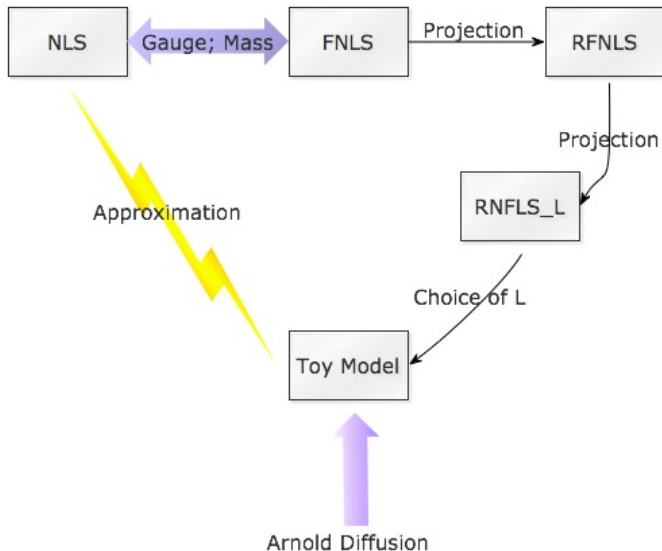 NLS
Gauge; Mass
FNLS
Projection
RFNLS
Projection
RNFLS_L
Approximation
Choice of L
Toy Model
Arnold Diffusion